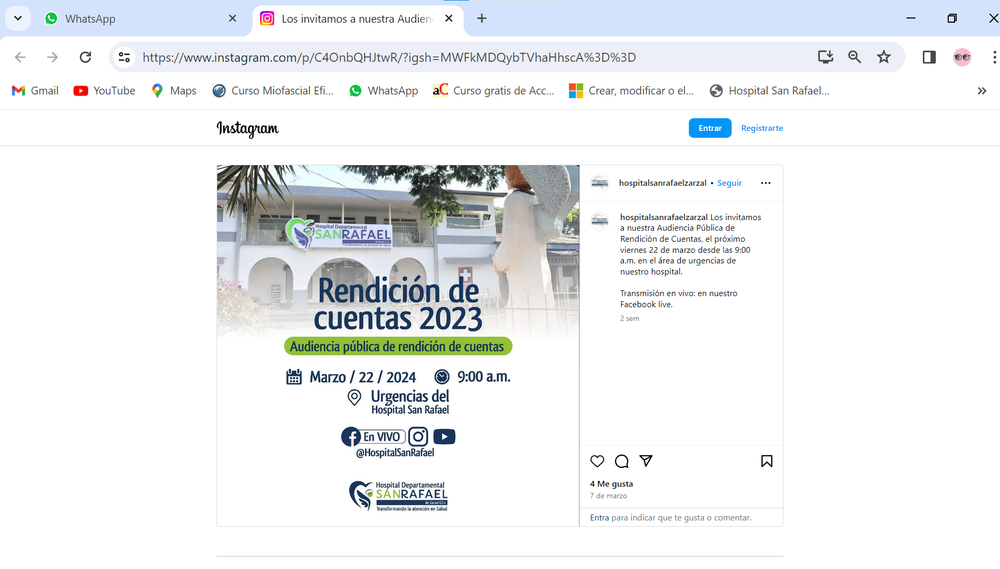 WhatsApp
Los invitamos a nuestra Audien
https://www.instagram.com/p/C4OnbQHJtwR/?igsh=MWFkMDQybTVhaHhscA%3D%3D
Gmail
YouTube
Maps
Curso Miofascial Efi...
WhatsApp
aC
Curso gratis de Acc...
Crear, modificar o el...
Hospital San Rafael...
Instagram
Entrar
Registrarte
Hospital Departamental
SANRAFAEL
de Zarzal E.S.E.
Transformando la atención en salud
Rendición de
cuentas 2023
Audiencia pública de rendición de cuentas
Marzo / 22 / 2024
9:00 a.m.
Urgencias del
Hospital San Rafael
En VIVO
@HospitalSanRafael
Hospital Departamental
SANRAFAEL
de Zarzal E.S.E
Transformando la atención en Salud
hospitalsanrafaelzarzal • Seguir
hospitalsanrafaelzarzal Los invitamos
a nuestra Audiencia Pública de
Rendición de Cuentas, el próximo
viernes 22 de marzo desde las 9:00
a.m. en el área de urgencias de
nuestro hospital.
Transmisión en vivo: en nuestro
Facebook live.
2 sem
4 Me gusta
7 de marzo
Entra para indicar que te gusta o comentar.